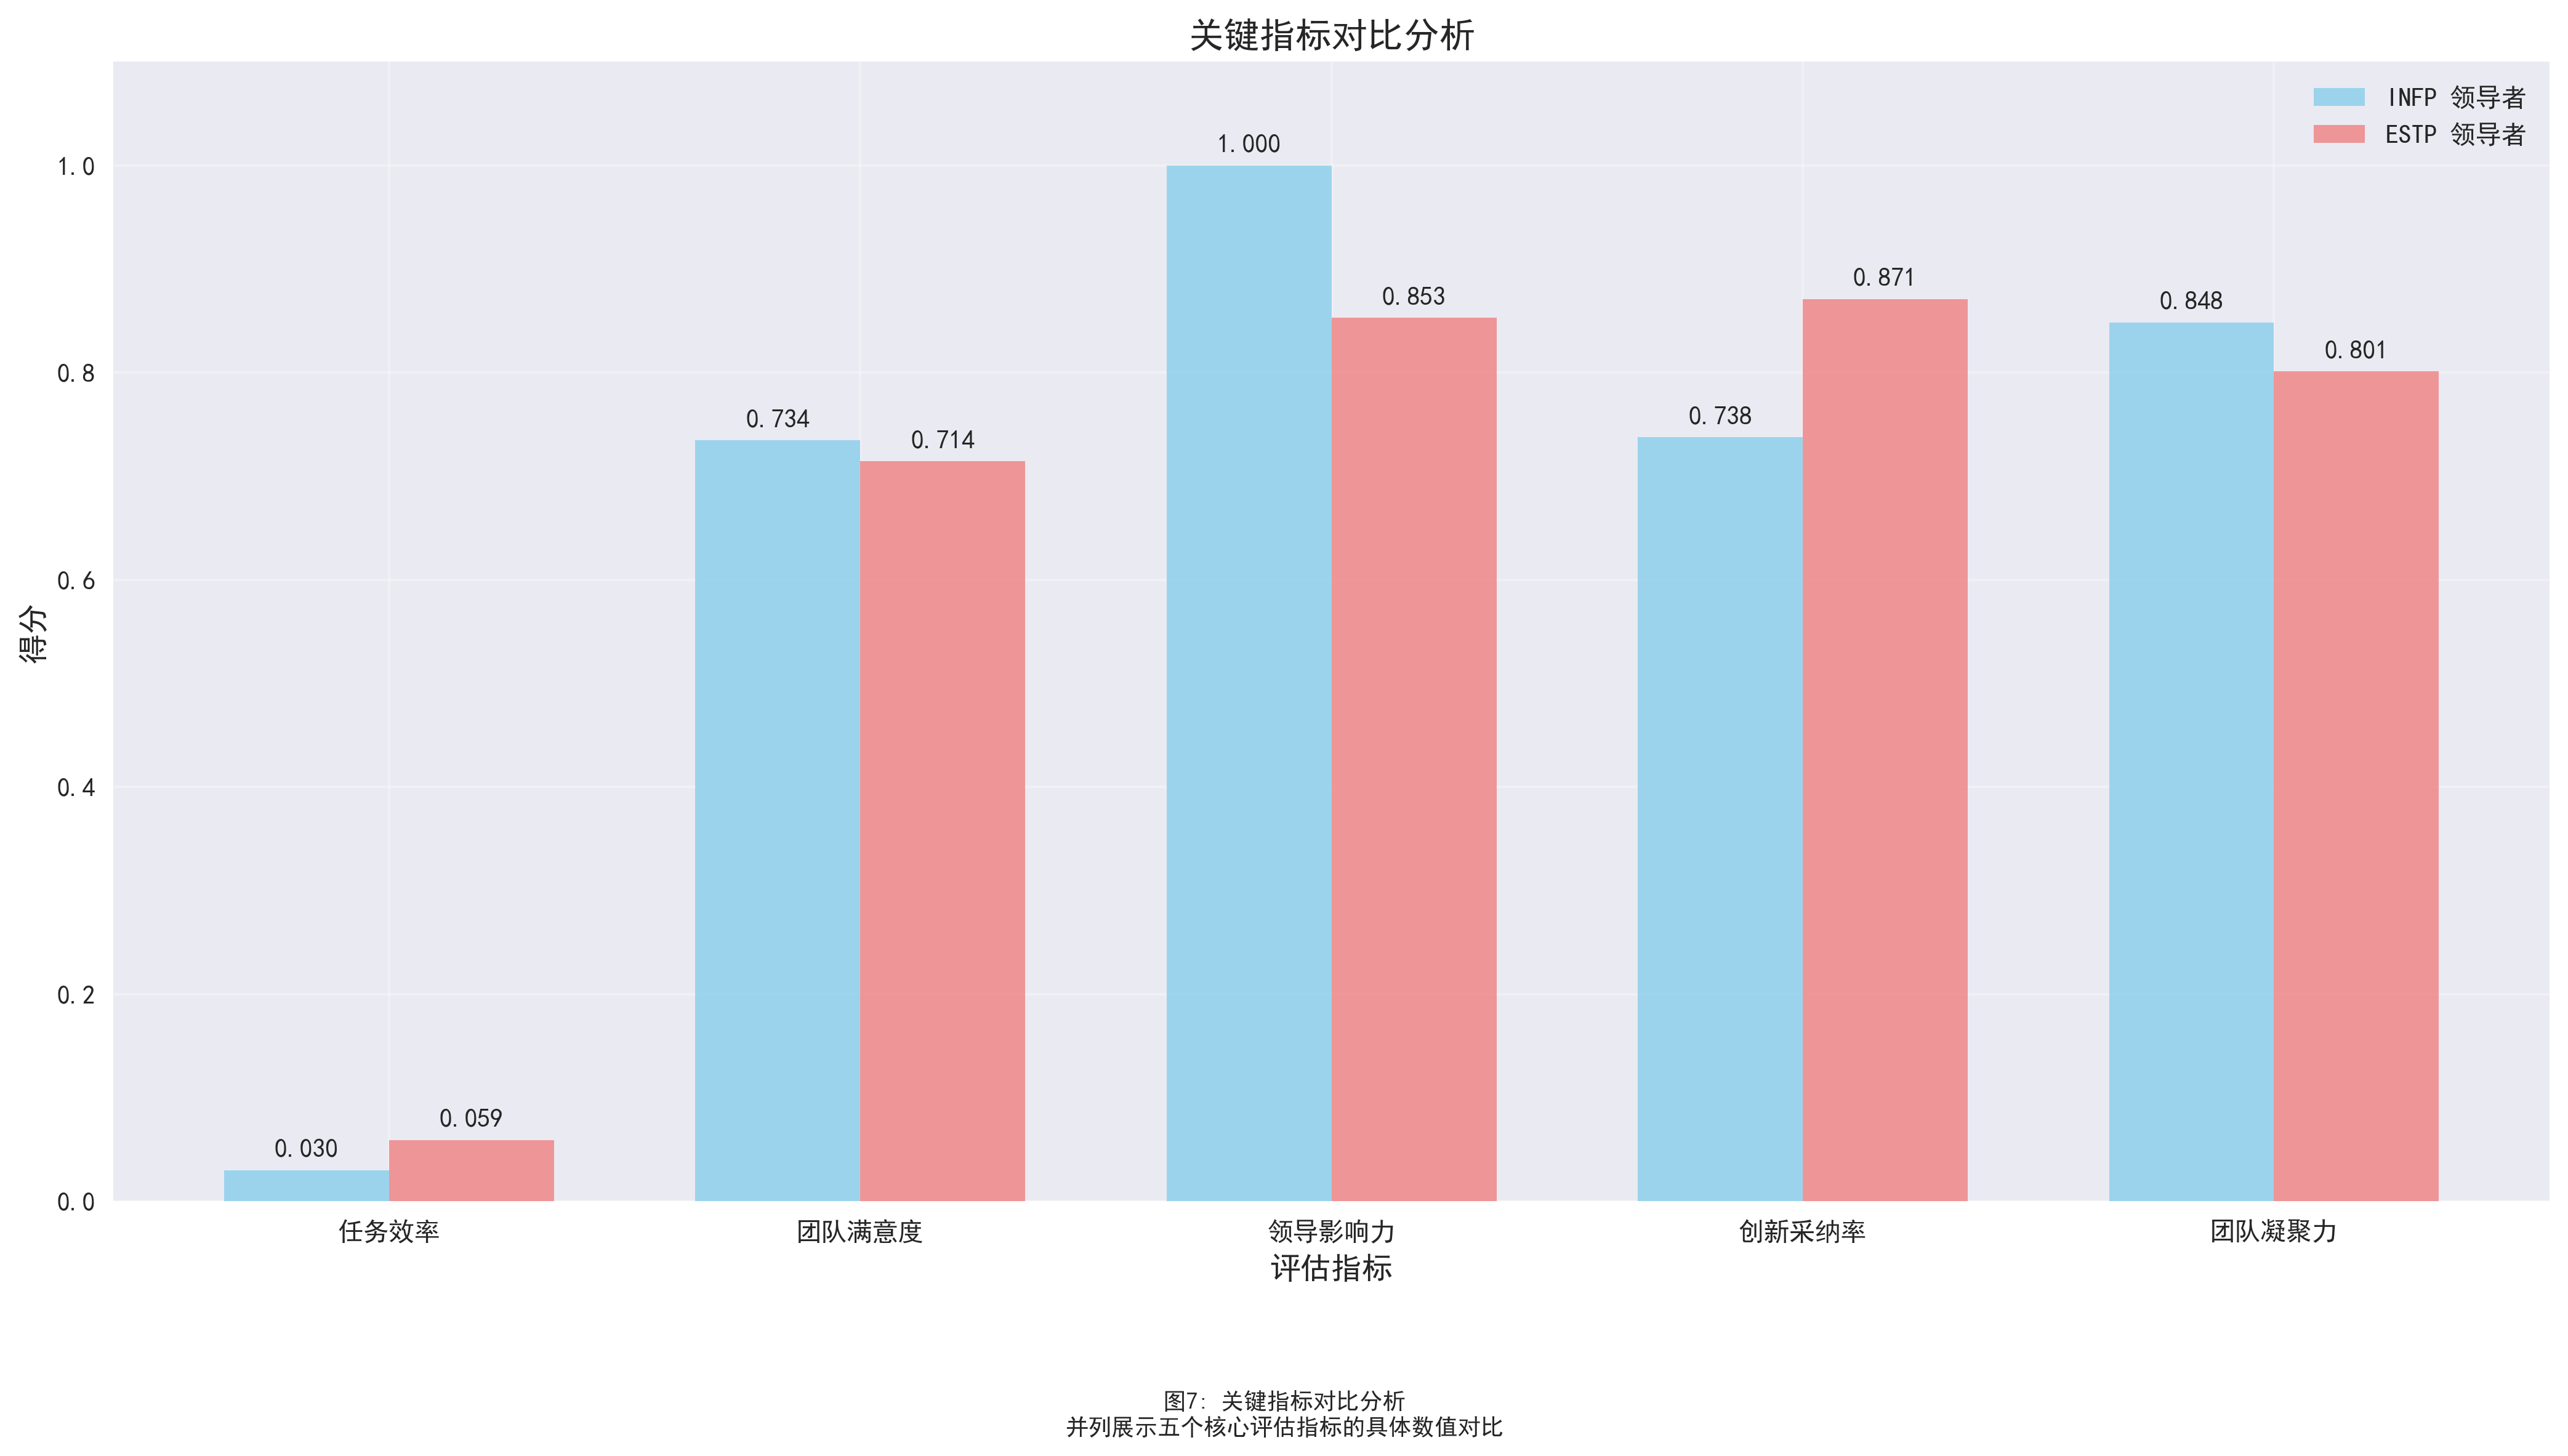 关键指标对比分析
INFP 领导者
ESTP 领导者
得分
1.0
0.8
0.6
0.4
0.2
0.0
0.030
0.059
0.734
0.714
1.000
0.853
0.738
0.871
0.848
0.801
任务效率
团队满意度
领导影响力
创新采纳率
团队凝聚力
评估指标
图7: 关键指标对比分析
并列展示五个核心评估指标的具体数值对比